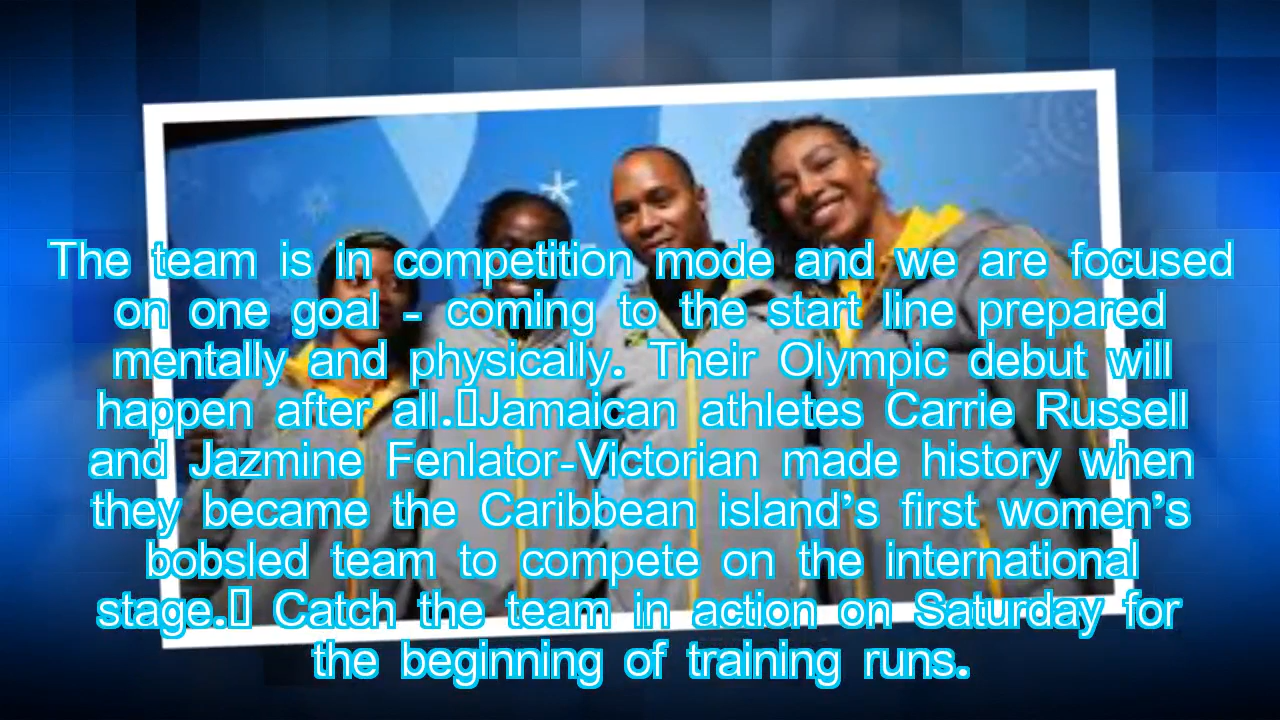 The team is in competition mode and we are focused
on one goal - coming to the start line prepared
mentally and physically. Their Olympic debut will
happen after all.▯Jamaican athletes Carrie Russell
and Jazmine Fenlator-Victorian made history when
they became the Caribbean island’s first women’s
bobsled team to compete on the international
stage.▯ Catch the team in action on Saturday for
the beginning of training runs.